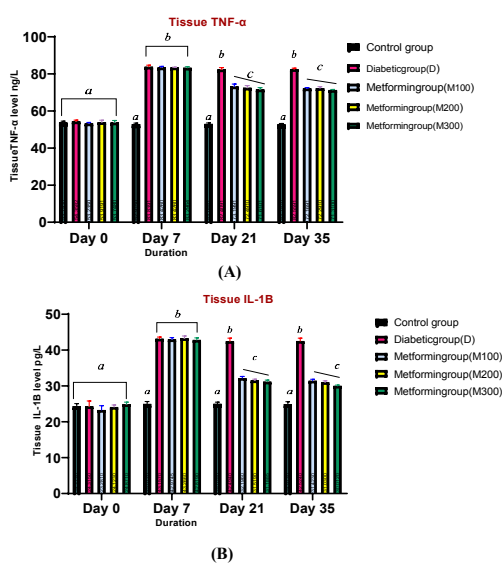 Tissue TNF-α
TissueTNF-α level ng/L
100
80
60
40
20
0
a
a
b
a
b
c
a
b
c
Day 0
Day 7
Day 21
Day 35
Duration
Control group
Diabeticgroup(D)
Metformingroup(M100)
Metformingroup(M200)
Metformingroup(M300)
(A)
Tissue IL-1B
Tissue IL-1B level pg/L
50
40
30
20
10
0
a
a
b
a
b
c
a
b
c
Day 0
Day 7
Day 21
Day 35
Duration
Control group
Diabeticgroup(D)
Metformingroup(M100)
Metformingroup(M200)
Metformingroup(M300)
(B)